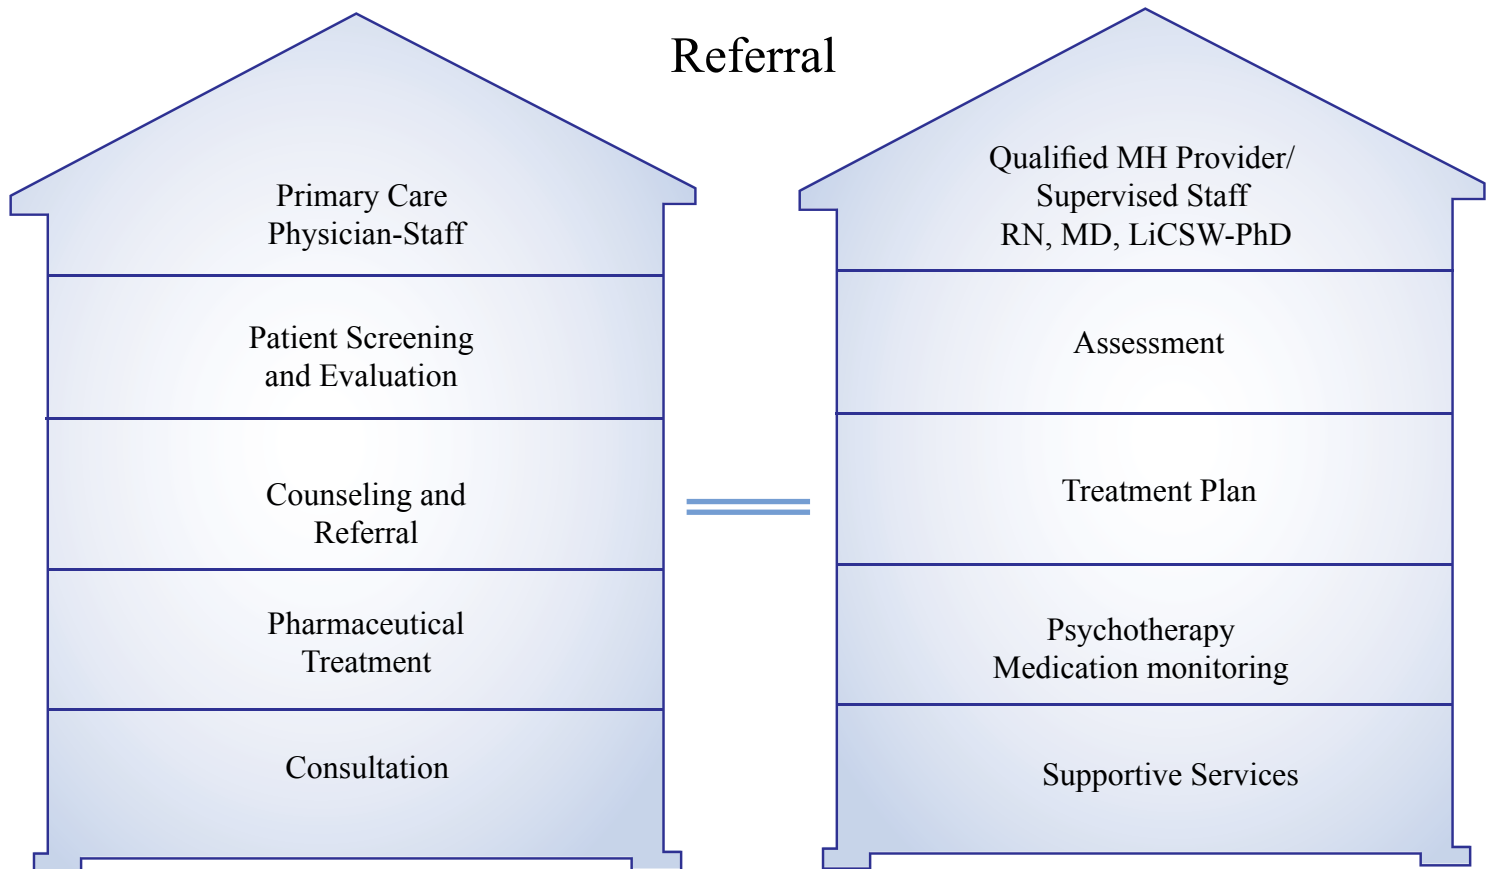 Referral
Primary Care
Physician-Staff
Patient Screening
and Evaluation
Counseling and
Referral
Pharmaceutical
Treatment
Consultation
Qualified MH Provider/
Supervised Staff
RN, MD, LiCSW-PhD
Assessment
Treatment Plan
Psychotherapy
Medication monitoring
Supportive Services